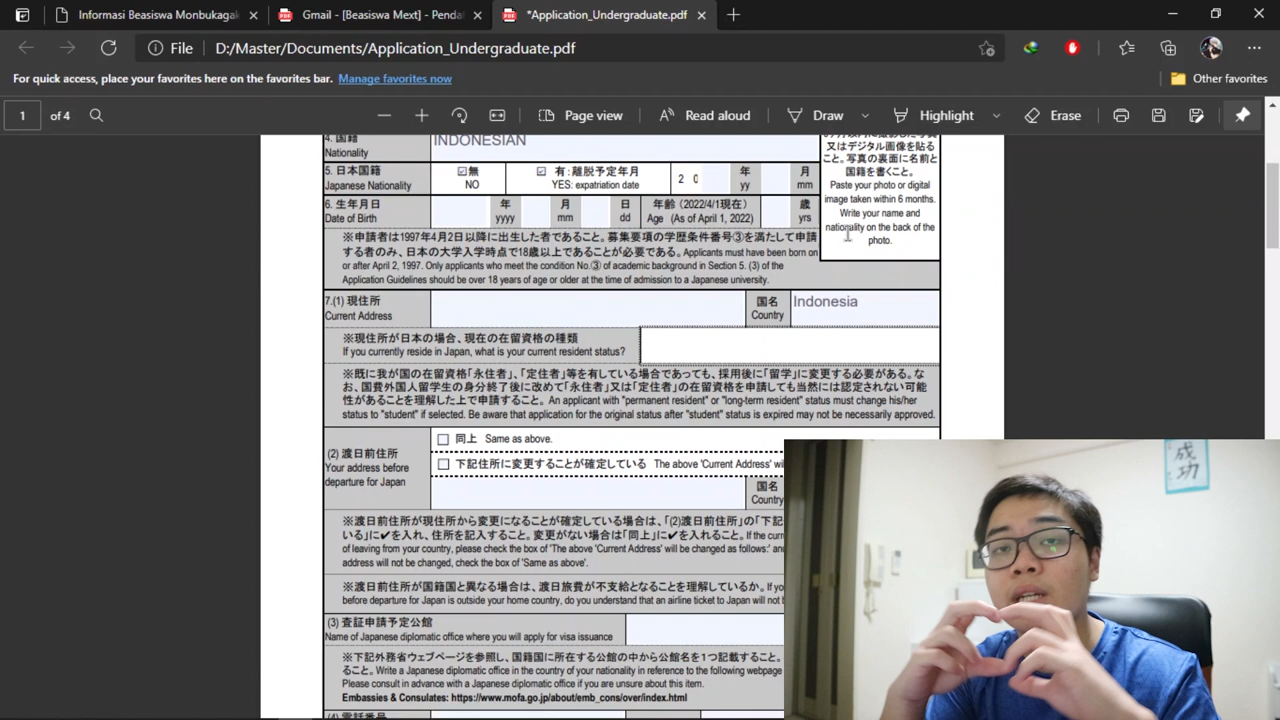 Informasi Beasiswa Monbukagak
Gmail - [Beasiswa Mext] - Penda
*Application_Undergraduate.pdf
File
D:/Master/Documents/Application_Undergraduate.pdf
For quick access, place your favorites here on the favorites bar. Manage favorites now
Other favorites
1 of 4
Page view
Read aloud
Draw
Highlight
Erase
4. 国籍
Nationality
INDONESIAN
又はデジタル画像を貼る
こと。写真の裏面に名前と
国籍を書くこと。
Paste your photo or digital
image taken within 6 months.
Write your name and
nationality on the back of the
photo.
5. 日本国籍
Japanese Nationality
無
NO
有:離脱予定年月
YES: expatriation date
2 0
年
yy
月
mm
6. 生年月日
Date of Birth
年
yyyy
月
mm
日
dd
年齢 (2022/4/1現在)
Age (As of April 1, 2022)
歳
yrs
※申請者は1997年4月2日以降に出生した者であること。募集要項の学歴条件番号③を満たして申請
する者のみ、日本の大学入学時点で18歳以上であることが必要である。Applicants must have been born on
or after April 2, 1997. Only applicants who meet the condition No.③ of academic background in Section 5. (3) of the
Application Guidelines should be over 18 years of age or older at the time of admission to a Japanese university.
7.(1) 現住所
Current Address
国名
Country
Indonesia
※現住所が日本の場合、現在の在留資格の種類
If you currently reside in Japan, what is your current resident status?
※既に我が国の在留資格「永住者」、「定住者」等を有している場合であっても、採用後に「留学」に変更する必要がある。な
お、国費外国人留学生の身分終了後に改めて「永住者」又は「定住者」の在留資格を申請しても当然には認定されない可能
性があることを理解した上で申請すること。An applicant with "permanent resident" or "long-term resident" status must change his/her
status to "student" if selected. Be aware that application for the original status after "student" status is expired may not be necessarily approved.
(2) 渡日前住所
Your address before
departure for Japan
同上 Same as above.
下記住所に変更することが確定している The above 'Current Address' wi
国名
Country
※渡日前住所が現住所から変更になることが確定している場合は、「(2)渡日前住所」の「下記
いる」に✔を入れ、住所を記入すること。変更がない場合は「同上」に✔を入れること。If the curr
of leaving from your country, please check the box of 'The above 'Current Address' will be changed as follows:' and
address will not be changed, check the box of 'Same as above'.
※渡日前住所が国籍国と異なる場合は、渡日旅費が不支給となることを理解しているか。If yo
before departure for Japan is outside your home country, do you understand that an airline ticket to Japan will not b
(3) 査証申請予定公館
Name of Japanese diplomatic office where you will apply for visa issuance
※下記外務省ウェブページを参照し、国籍国に所在する公館の中から公館名を1つ記載すること。
ること。Write a Japanese diplomatic office in the country of your nationality in reference to the following webpage
Please consult in advance with a Japanese diplomatic office if you are unsure about this item.
Embassies & Consulates: https://www.mofa.go.jp/about/emb_cons/over/index.html
成
功